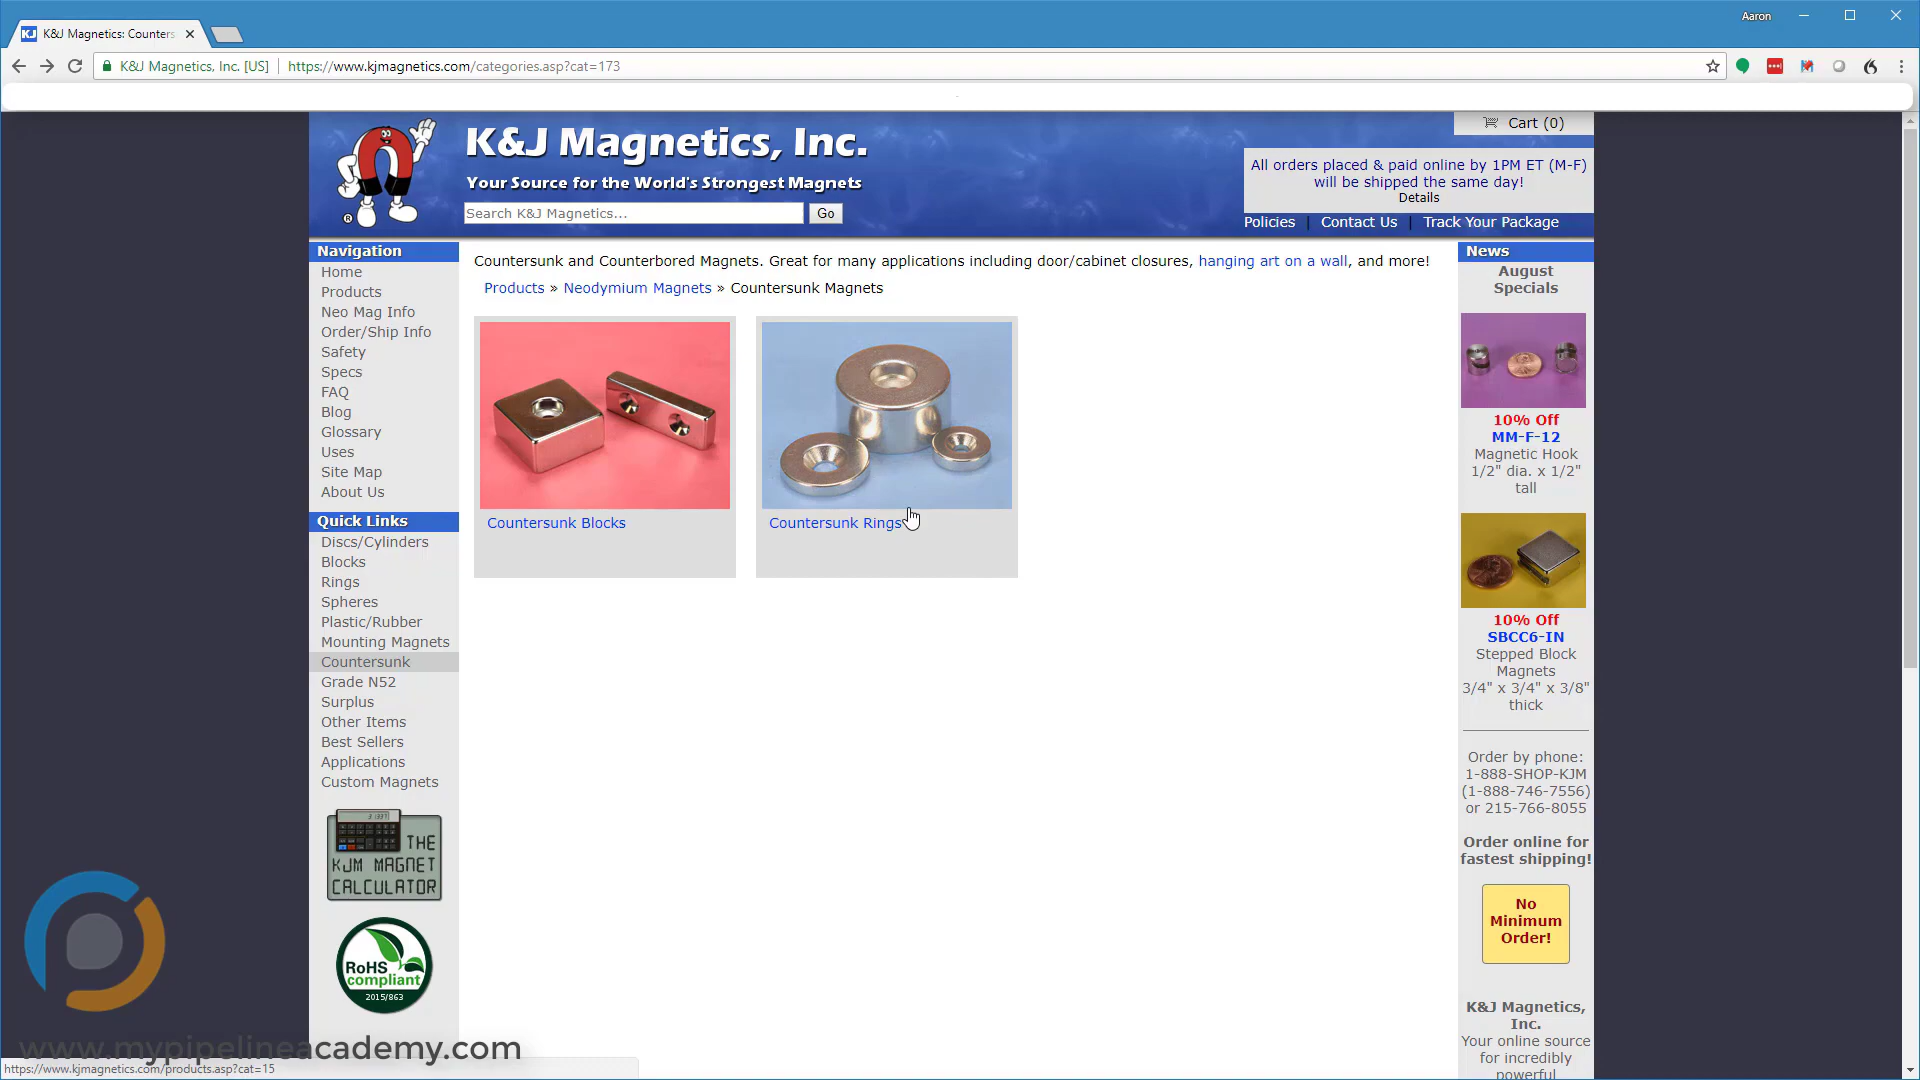 K&J Magnetics: Counters
Aaron
K&J Magnetics, Inc. [US]
https://www.kjmagnetics.com/categories.asp?cat=173
K&J Magnetics, Inc.
Your Source for the World's Strongest Magnets
Search K&J Magnetics...
Go
Cart (0)
All orders placed & paid online by 1PM ET (M-F)
will be shipped the same day!
Details
Policies | Contact Us | Track Your Package
Navigation
Home
Products
Neo Mag Info
Order/Ship Info
Safety
Specs
FAQ
Blog
Glossary
Uses
Site Map
About Us
Quick Links
Discs/Cylinders
Blocks
Rings
Spheres
Plastic/Rubber
Mounting Magnets
Countersunk
Grade N52
Surplus
Other Items
Best Sellers
Applications
Custom Magnets
THE
KJM MAGNET
CALCULATOR
RoHS
compliant
2015/863
Countersunk and Counterbored Magnets. Great for many applications including door/cabinet closures, hanging art on a wall, and more!
Products » Neodymium Magnets » Countersunk Magnets
Countersunk Blocks
Countersunk Rings
News
August
Specials
10% Off
MM-F-12
Magnetic Hook
1/2" dia. x 1/2"
tall
10% Off
SBCC6-IN
Stepped Block
Magnets
3/4" x 3/4" x 3/8"
thick
Order by phone:
1-888-SHOP-KJM
(1-888-746-7556)
or 215-766-8055
Order online for
fastest shipping!
No
Minimum
Order!
K&J Magnetics,
Inc.
Your online source
for incredibly
powerful
www.mypipelineacademy.com
https://www.kjmagnetics.com/products.asp?cat=15